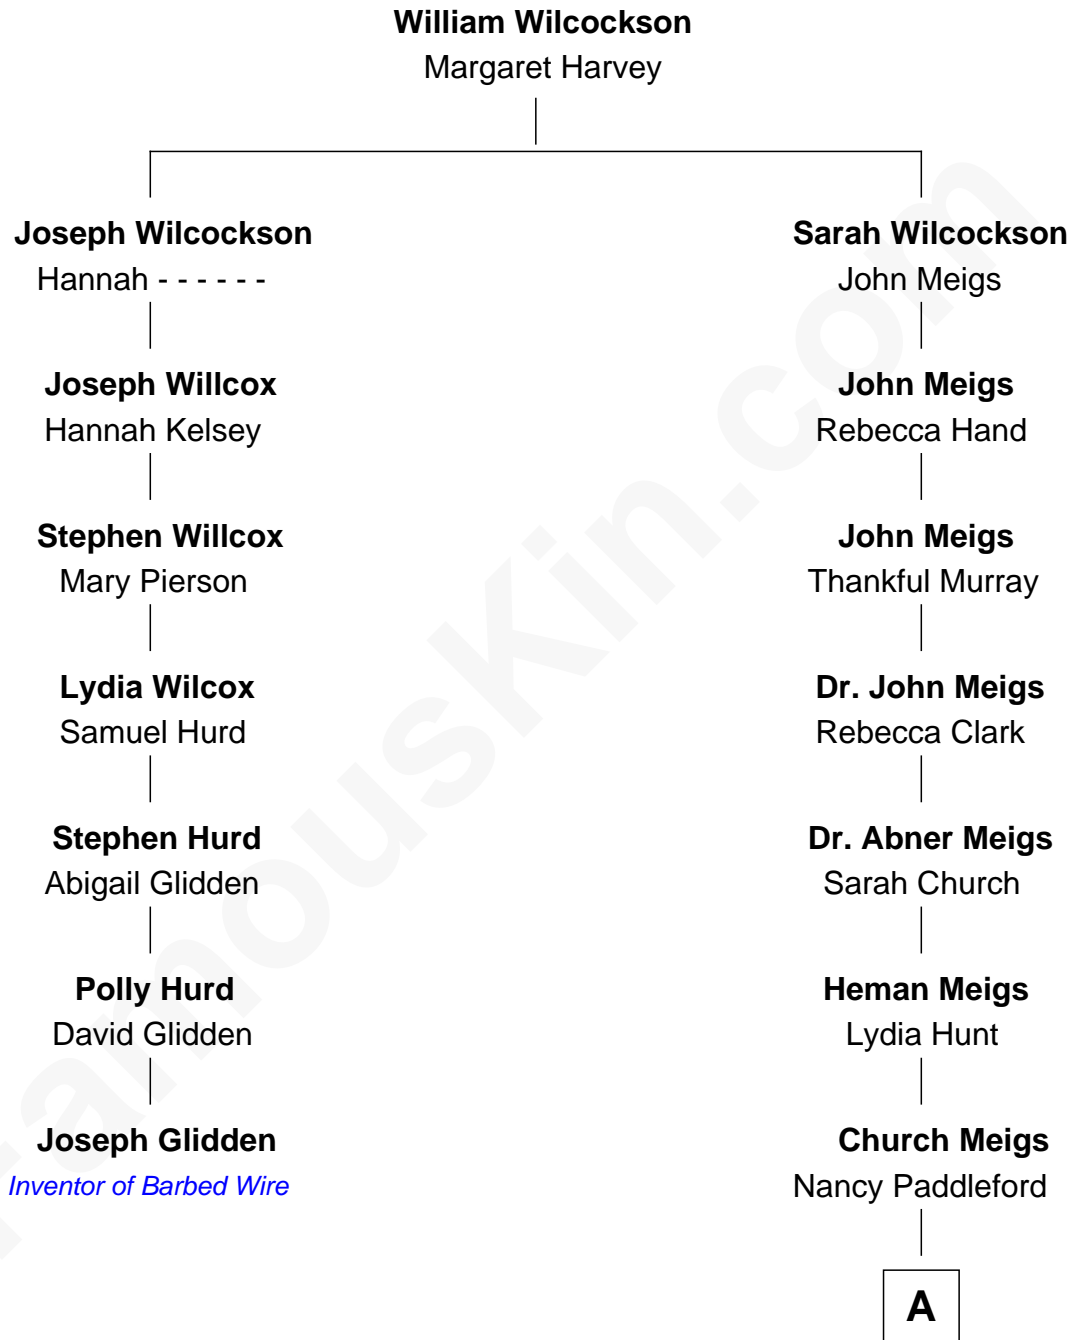 William Wilcockson
Margaret Harvey
Joseph Wilcockson
Hannah - - - - - -
Joseph Willcox
Hannah Kelsey
Stephen Willcox
Mary Pierson
Lydia Wilcox
Samuel Hurd
Stephen Hurd
Abigail Glidden
Polly Hurd
David Glidden
Joseph Glidden
Inventor of Barbed Wire
Sarah Wilcockson
John Meigs
John Meigs
Rebecca Hand
John Meigs
Thankful Murray
Dr. John Meigs
Rebecca Clark
Dr. Abner Meigs
Sarah Church
Heman Meigs
Lydia Hunt
Church Meigs
Nancy Paddleford
A
FamousKin.com